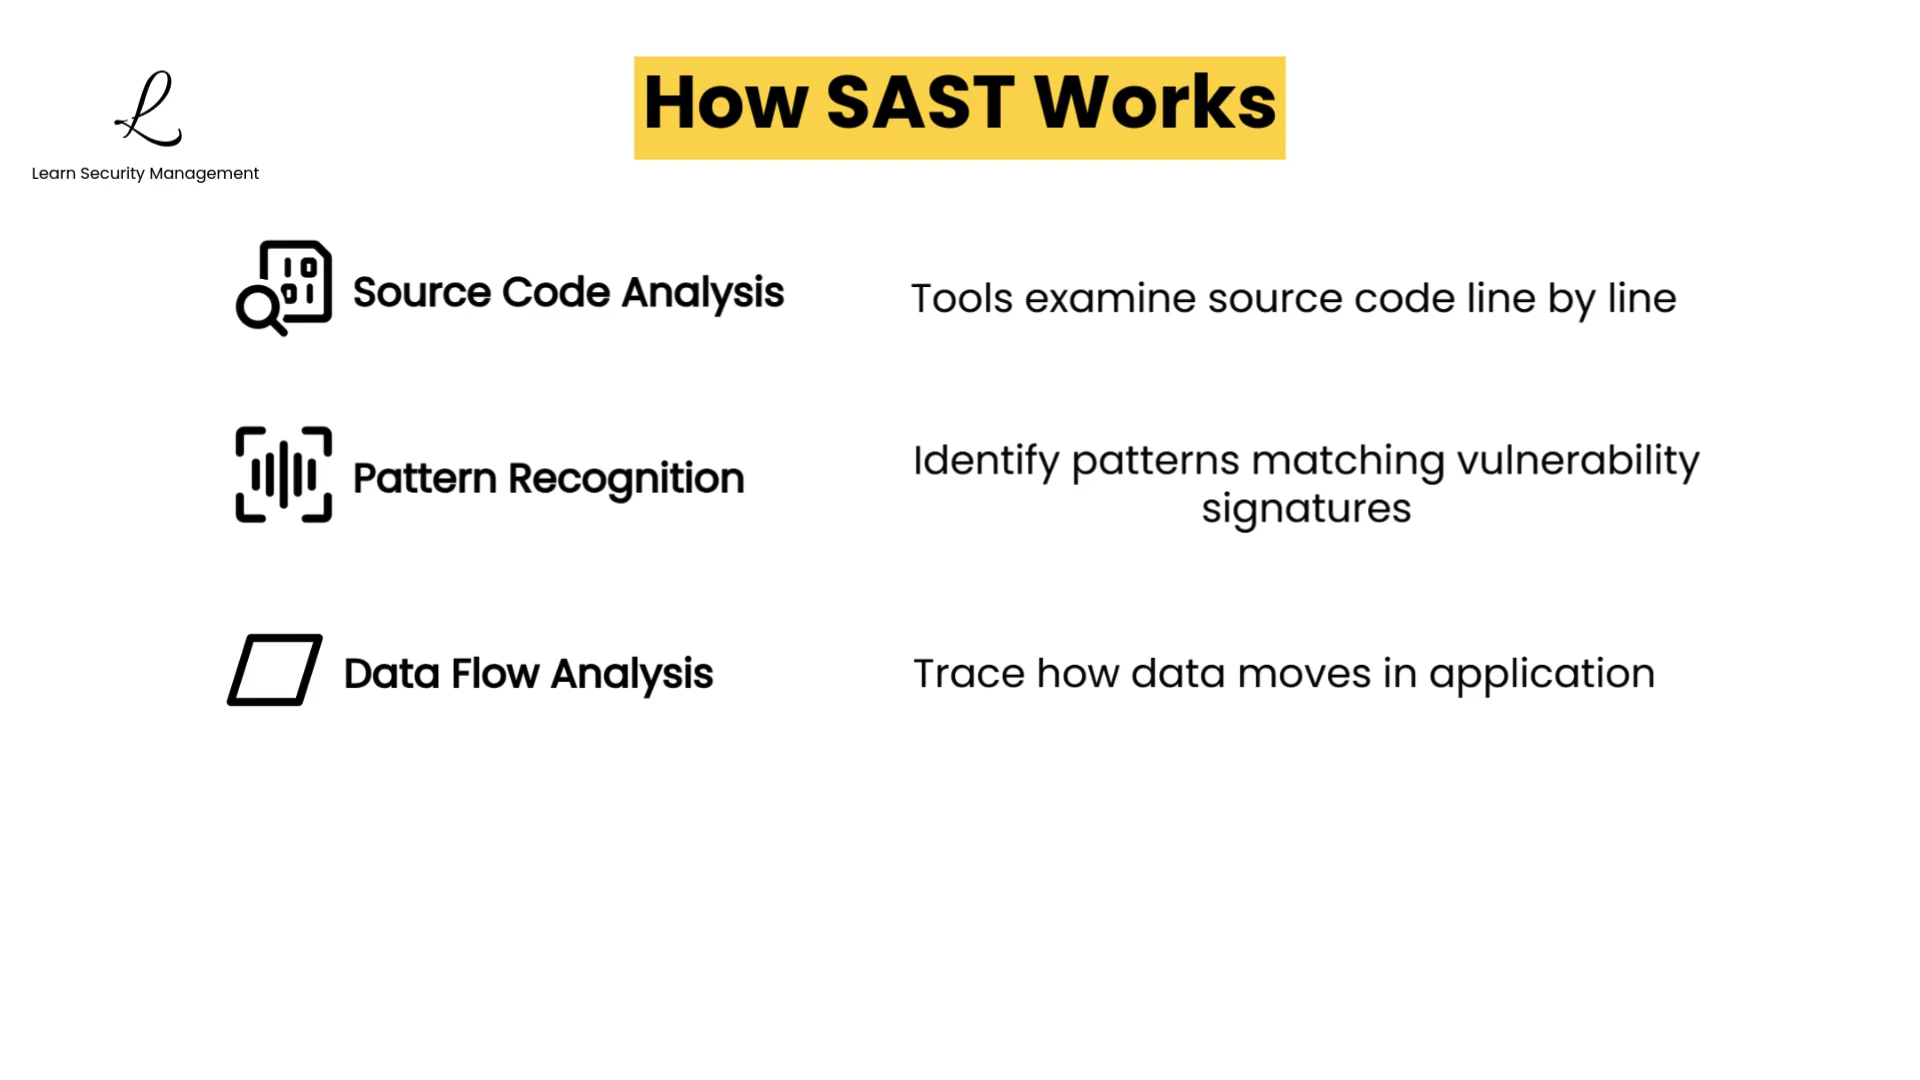 How SAST Works
L
Learn Security Management
Source Code Analysis
Tools examine source code line by line
Pattern Recognition
Identify patterns matching vulnerability
signatures
Data Flow Analysis
Trace how data moves in application